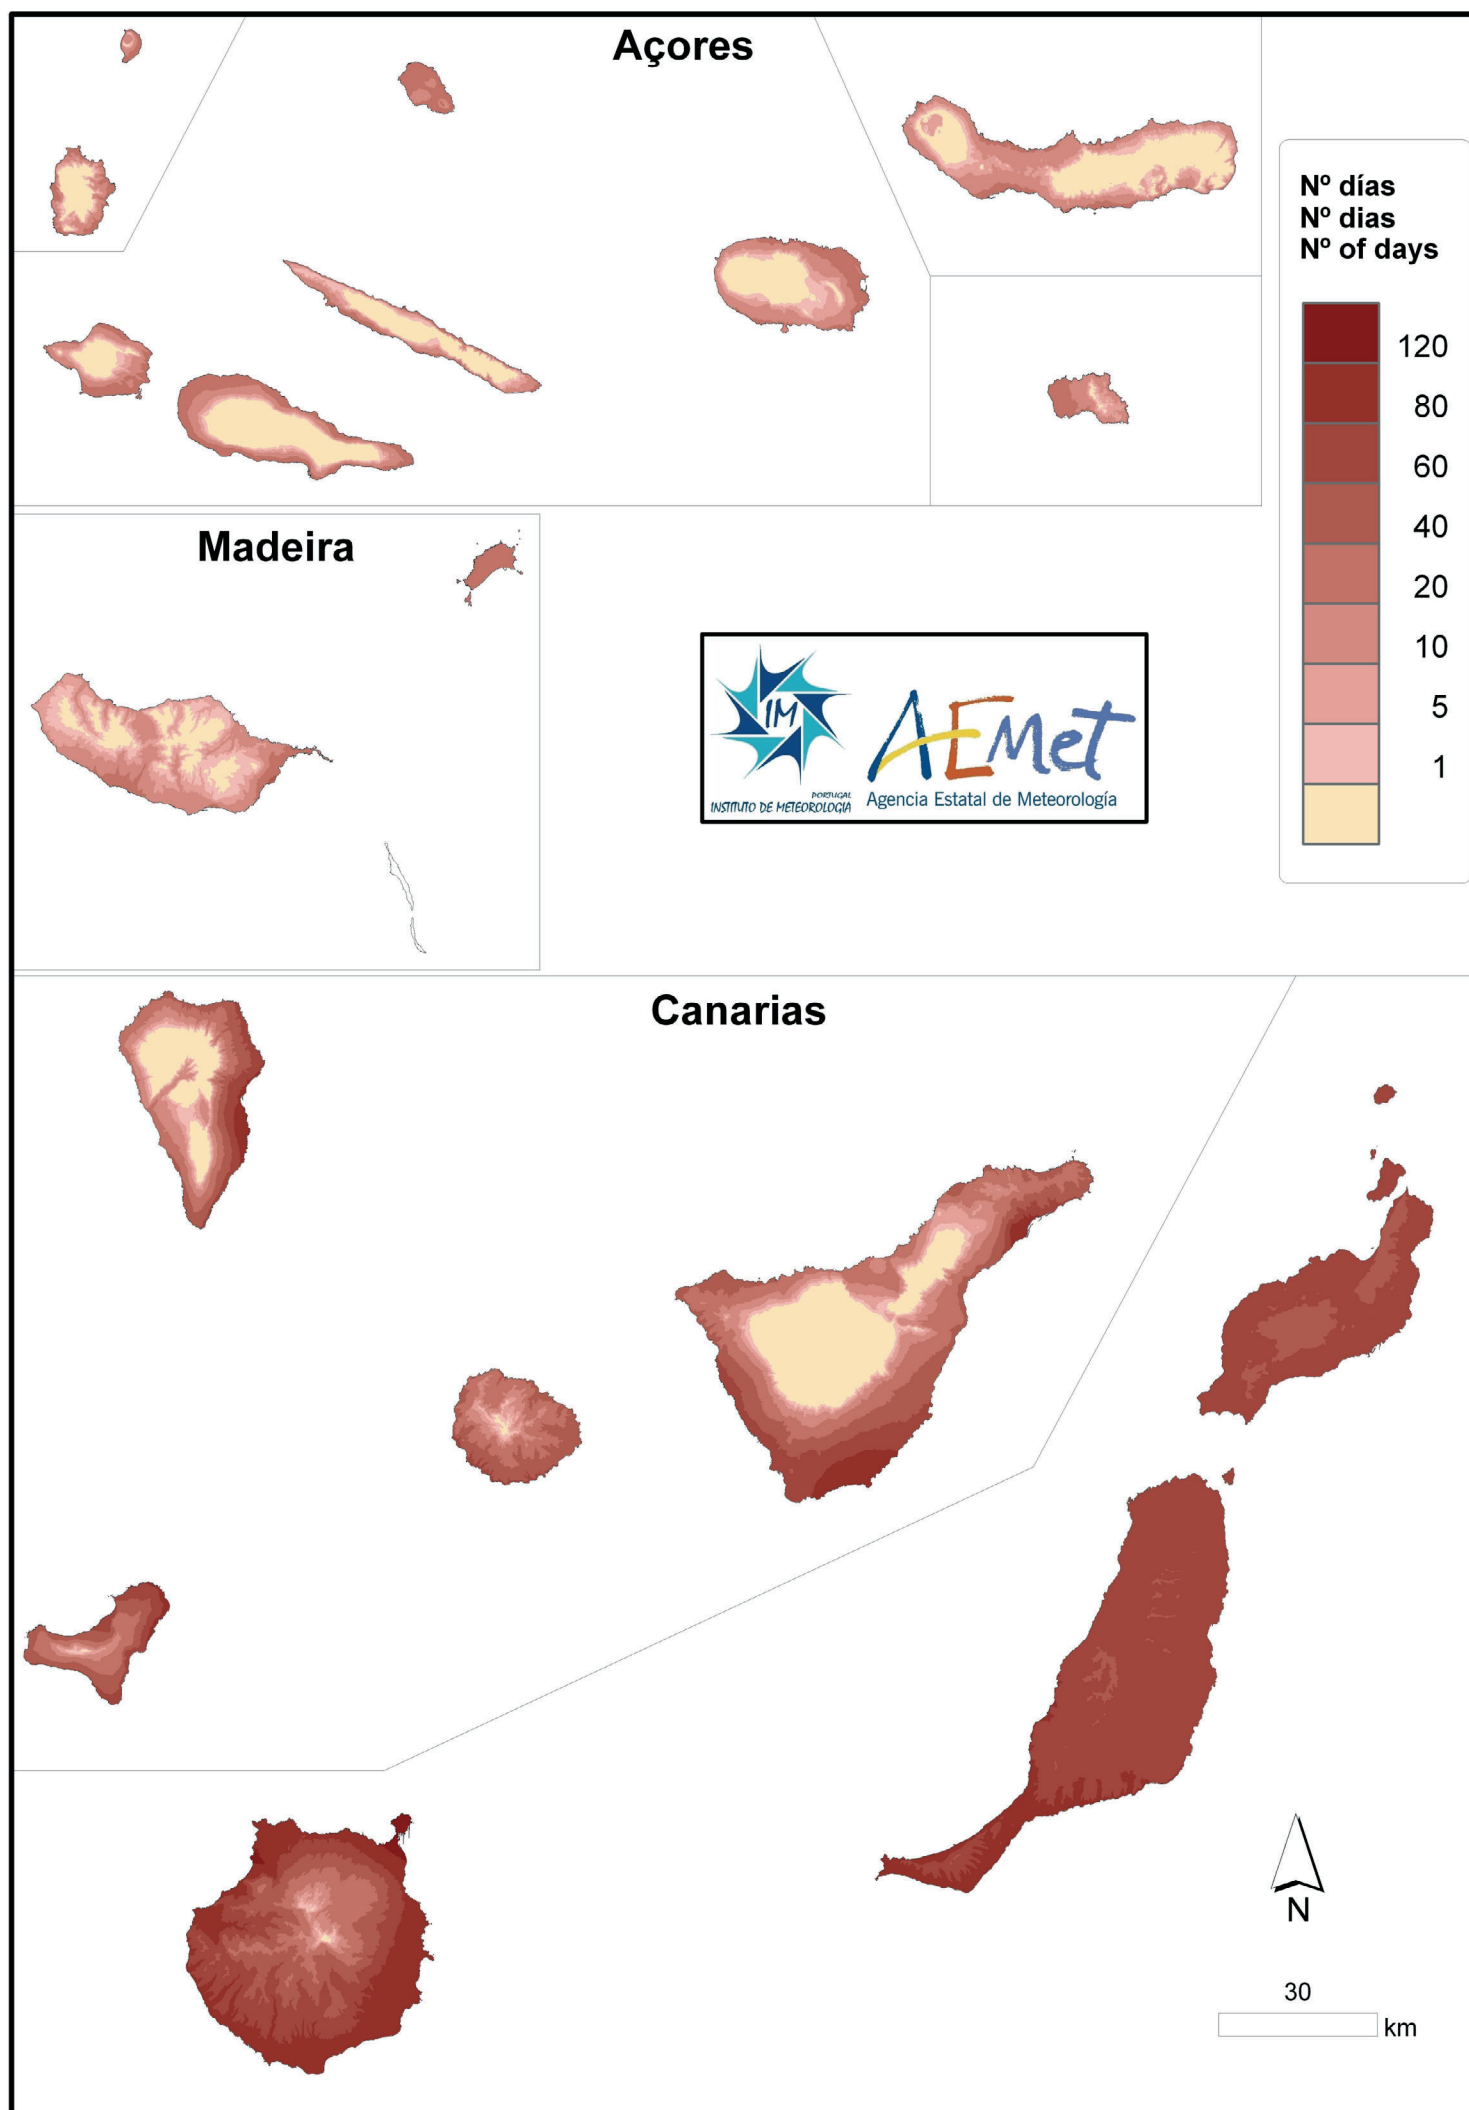 Açores
Nº días
Nº dias
Nº of days
120
80
60
40
20
10
5
1
Madeira
IM
PORTUGAL
INSTITUTO DE METEOROLOGIA
AEMet
Agencia Estatal de Meteorología
Canarias
N
30
km